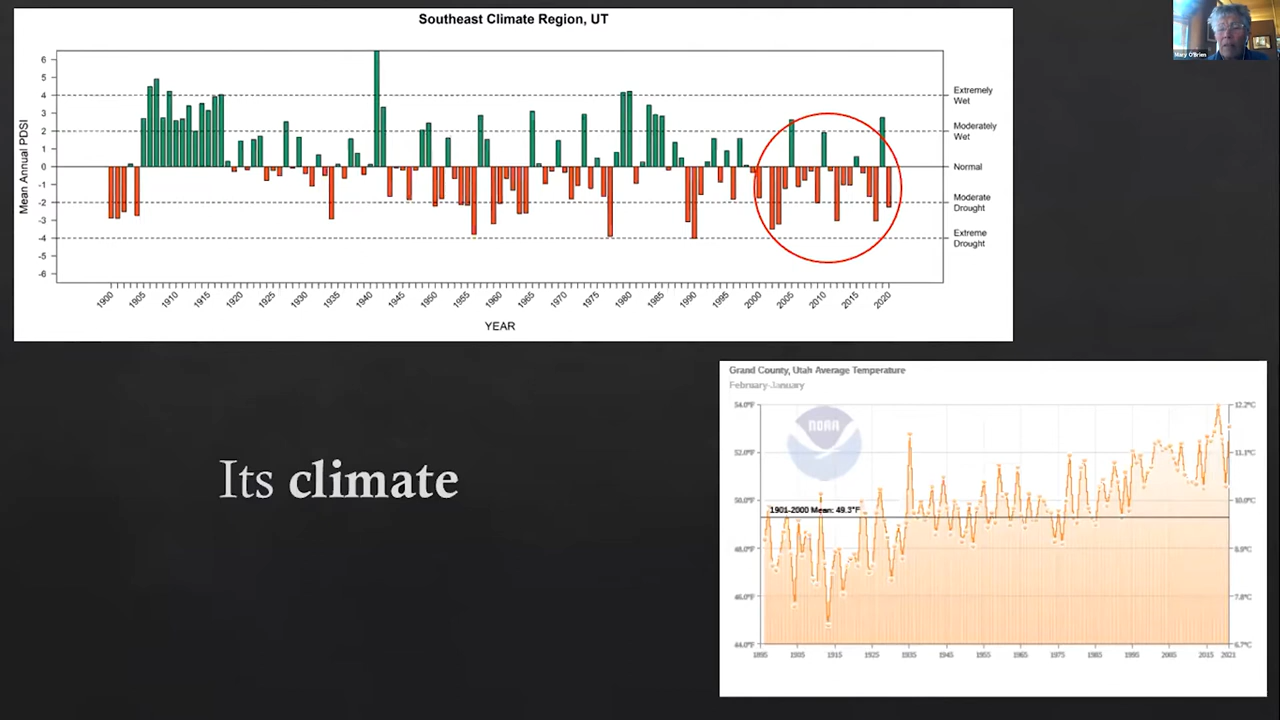 Southeast Climate Region, UT
Mary O'Brien
6
5
4
3
2
1
0
-1
-2
-3
-4
-5
-6
Mean Annual PDSI
Extremely
Wet
Moderately
Wet
Normal
Moderate
Drought
Extreme
Drought
1900 1905 1910 1915 1920 1925 1930 1935 1940 1945 1950 1955 1960 1965 1970 1975 1980 1985 1990 1995 2000 2005 2010 2015 2020
YEAR
Grand County, Utah Average Temperature
February-January
54.0°F 12.2°C
NOAA
52.0°F 11.1°C
50.0°F 10.0°C
1901-2000 Mean: 49.3°F
48.0°F 8.9°C
46.0°F 7.8°C
44.0°F 6.7°C
1895 1905 1915 1925 1935 1945 1955 1965 1975 1985 1995 2005 2015 2021
Its climate